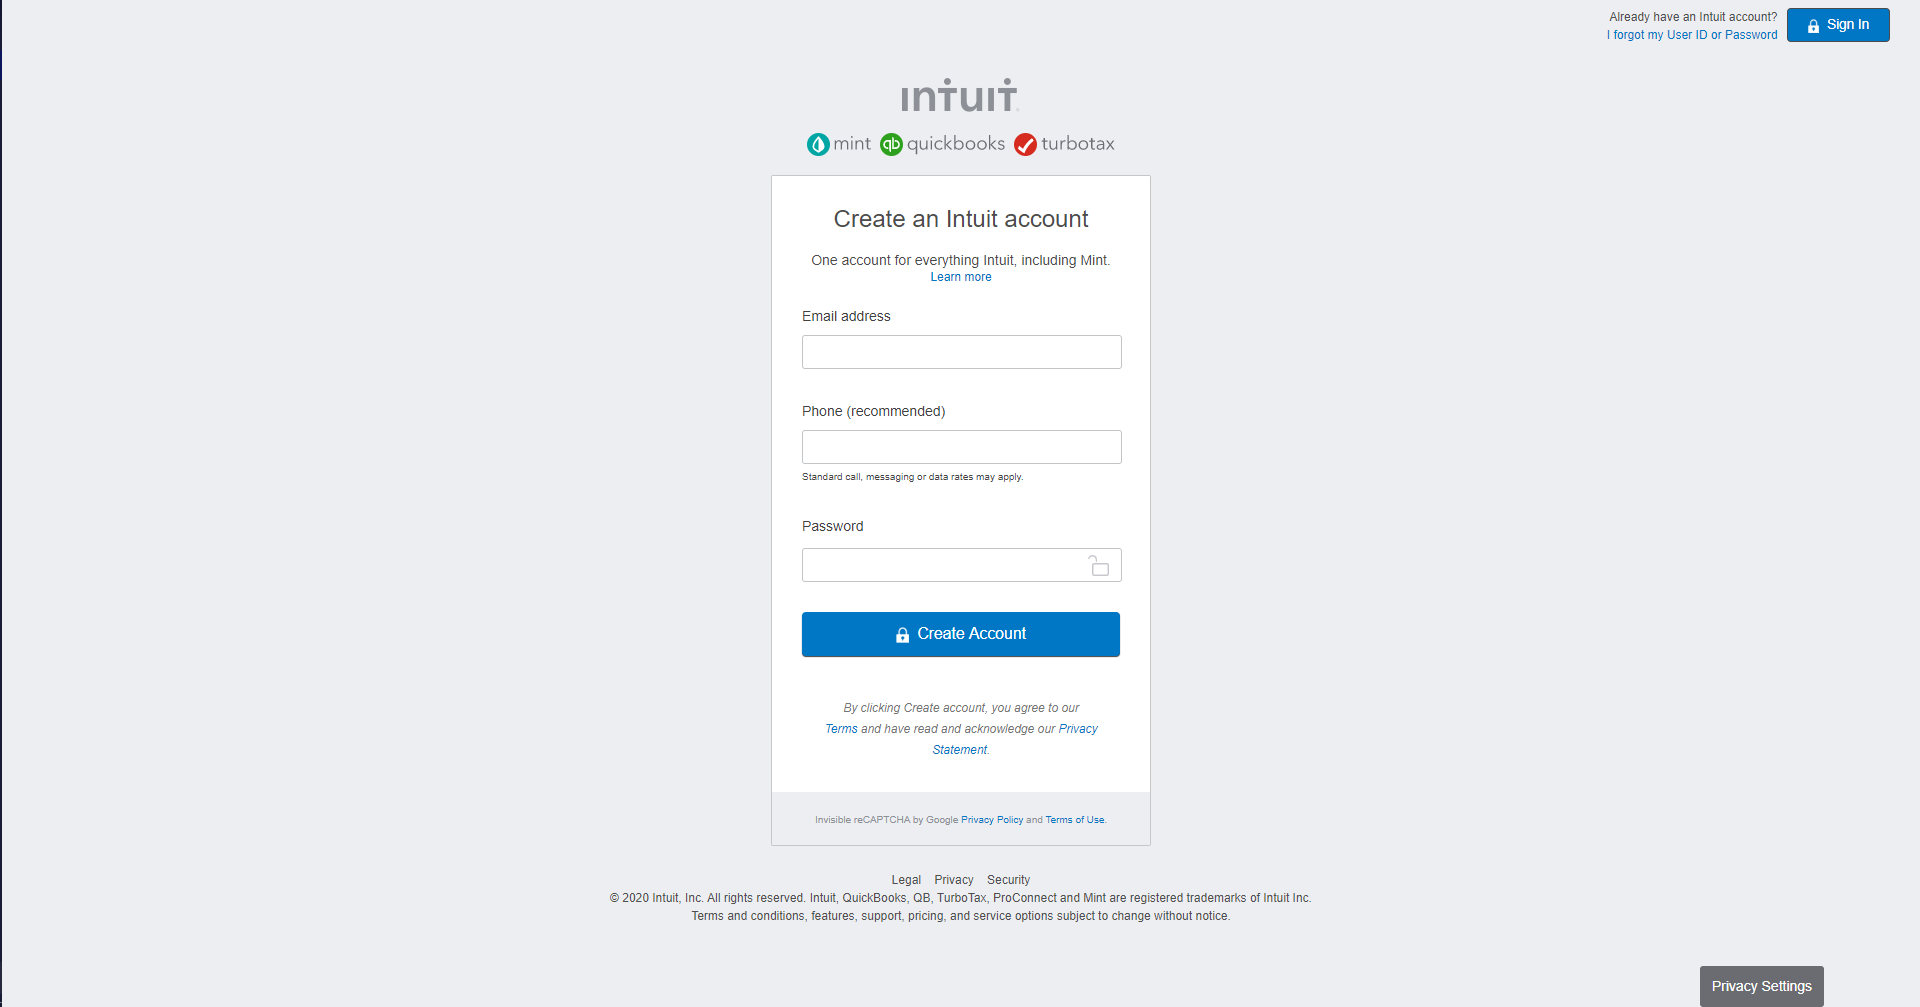 Already have an Intuit account?
I forgot my User ID or Password
Sign In
intuit
mint qb quickbooks turbotax
Create an Intuit account
One account for everything Intuit, including Mint.
Learn more
Email address
Phone (recommended)
Standard call, messaging or data rates may apply.
Password
Create Account
By clicking Create account, you agree to our
Terms and have read and acknowledge our Privacy
Statement.
Invisible reCAPTCHA by Google Privacy Policy and Terms of Use.
Legal Privacy Security
© 2020 Intuit, Inc. All rights reserved. Intuit, QuickBooks, QB, TurboTax, ProConnect and Mint are registered trademarks of Intuit Inc.
Terms and conditions, features, support, pricing, and service options subject to change without notice.
Privacy Settings